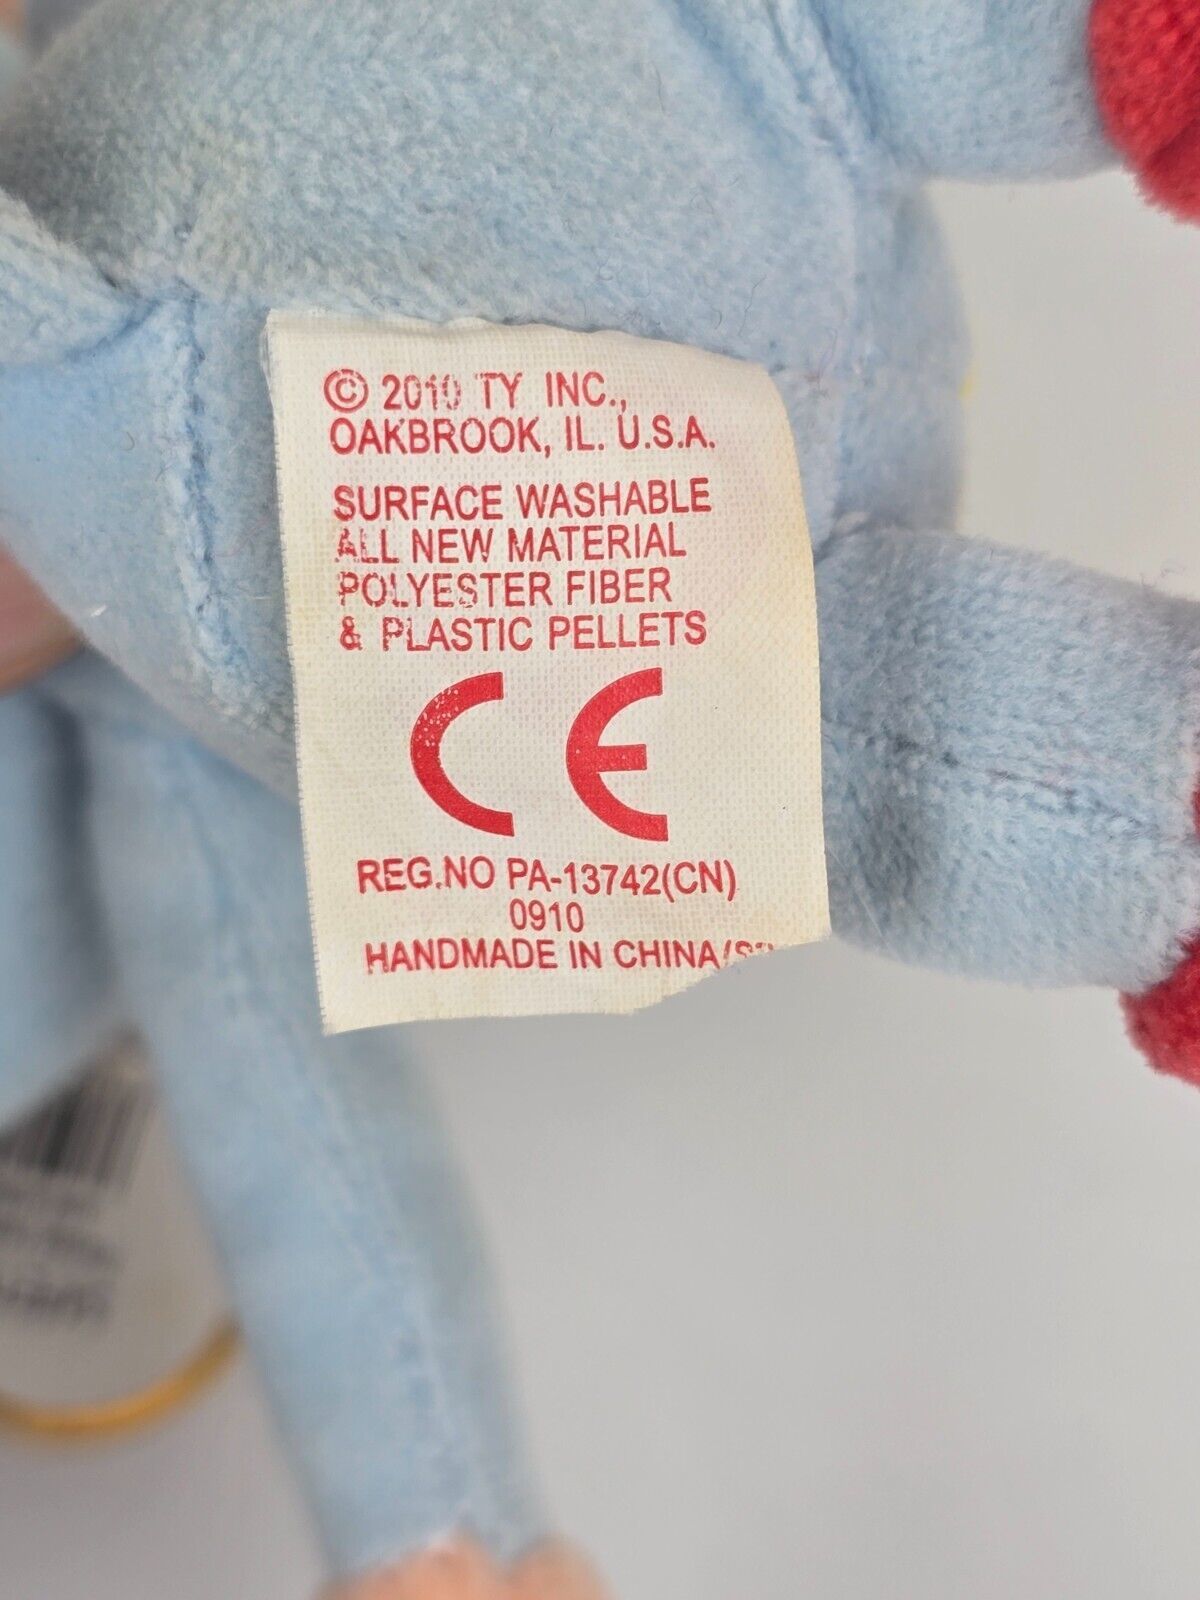 © 2010 TY INC.,
OAKBROOK, IL. U.S.A.
SURFACE WASHABLE
ALL NEW MATERIAL
POLYESTER FIBER
& PLASTIC PELLETS
CE
REG.NO PA-13742(CN)
0910
HANDMADE IN CHINA